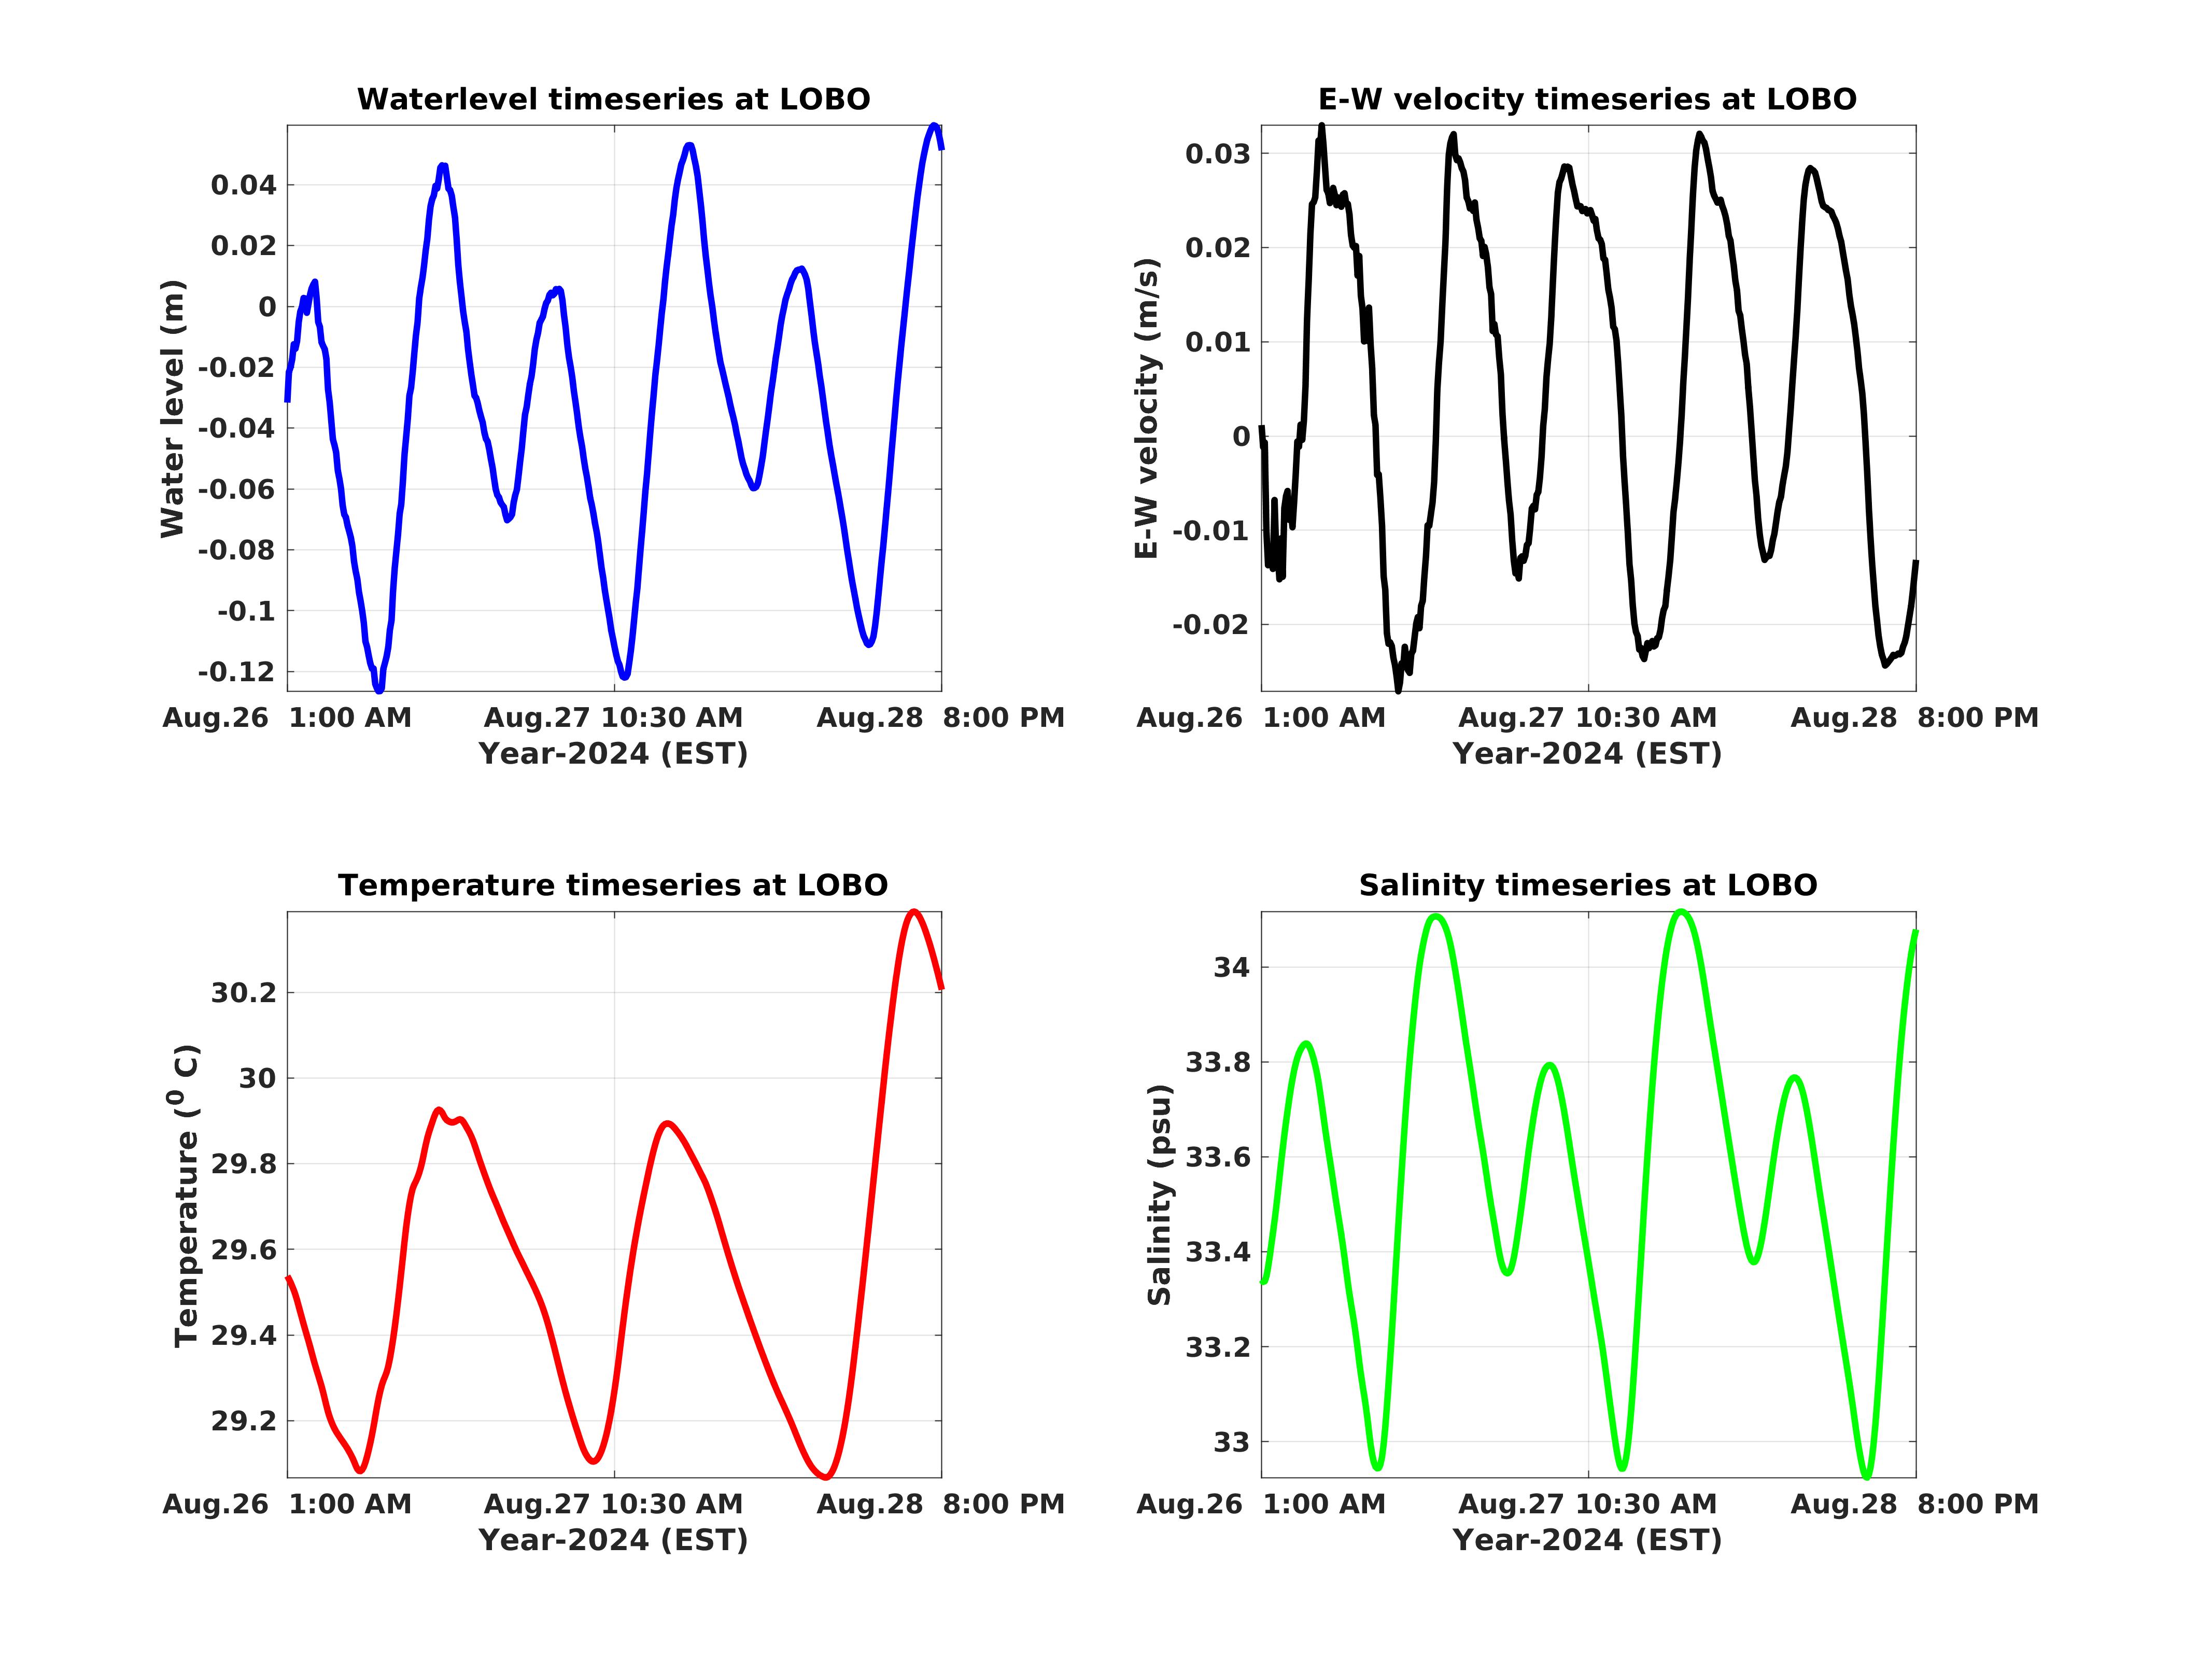 Waterlevel timeseries at LOBO
Water level (m)
0.04
0.02
0
-0.02
-0.04
-0.06
-0.08
-0.1
-0.12
Aug.26 1:00 AM Aug.27 10:30 AM Aug.28 8:00 PM
Year-2024 (EST)
E-W velocity timeseries at LOBO
E-W velocity (m/s)
0.03
0.02
0.01
0
-0.01
-0.02
Aug.26 1:00 AM Aug.27 10:30 AM Aug.28 8:00 PM
Year-2024 (EST)
Temperature timeseries at LOBO
Temperature (⁰ C)
30.2
30
29.8
29.6
29.4
29.2
Aug.26 1:00 AM Aug.27 10:30 AM Aug.28 8:00 PM
Year-2024 (EST)
Salinity timeseries at LOBO
Salinity (psu)
34
33.8
33.6
33.4
33.2
33
Aug.26 1:00 AM Aug.27 10:30 AM Aug.28 8:00 PM
Year-2024 (EST)